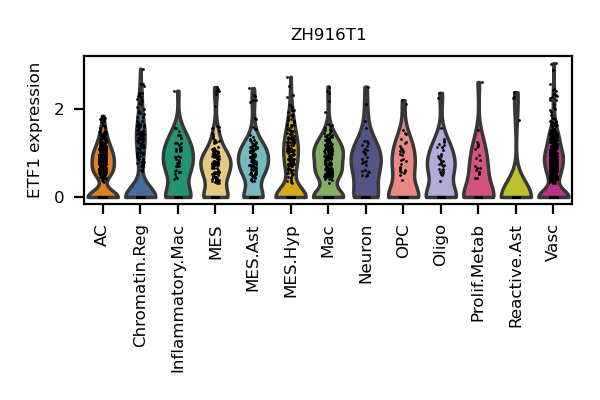 ZH916T1
ETF1 expression
2
0
AC
Chromatin.Reg
Inflammatory.Mac
MES
MES.Ast
MES.Hyp
Mac
Neuron
OPC
Oligo
Prolif.Metab
Reactive.Ast
Vasc